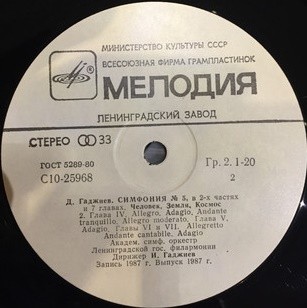 МИНИСТЕРСТВО КУЛЬТУРЫ СССР
ВСЕСОЮЗНАЯ ФИРМА ГРАМПЛАСТИНОК
МЕЛОДИЯ
ЛЕНИНГРАДСКИЙ ЗАВОД
СТЕРЕО 33
ГОСТ 5289-80
Гр. 2. 1-20
С10-25968
2
Д. Гаджиев. СИМФОНИЯ № 5, в 2-х частях
и 7 главах. Человек, Земля, Космос
2. Глава IV, Allegro, Adagio, Andante
tranquillo, Allegro moderato, Глава V,
Adagio, Главы VI и VII. Allegretto
Andante cantabile, Adagio
Академ. симф. оркестр
Ленинградской гос. филармонии
Дирижер И. Гаджиев
Запись 1987 г. Выпуск 1987 г.